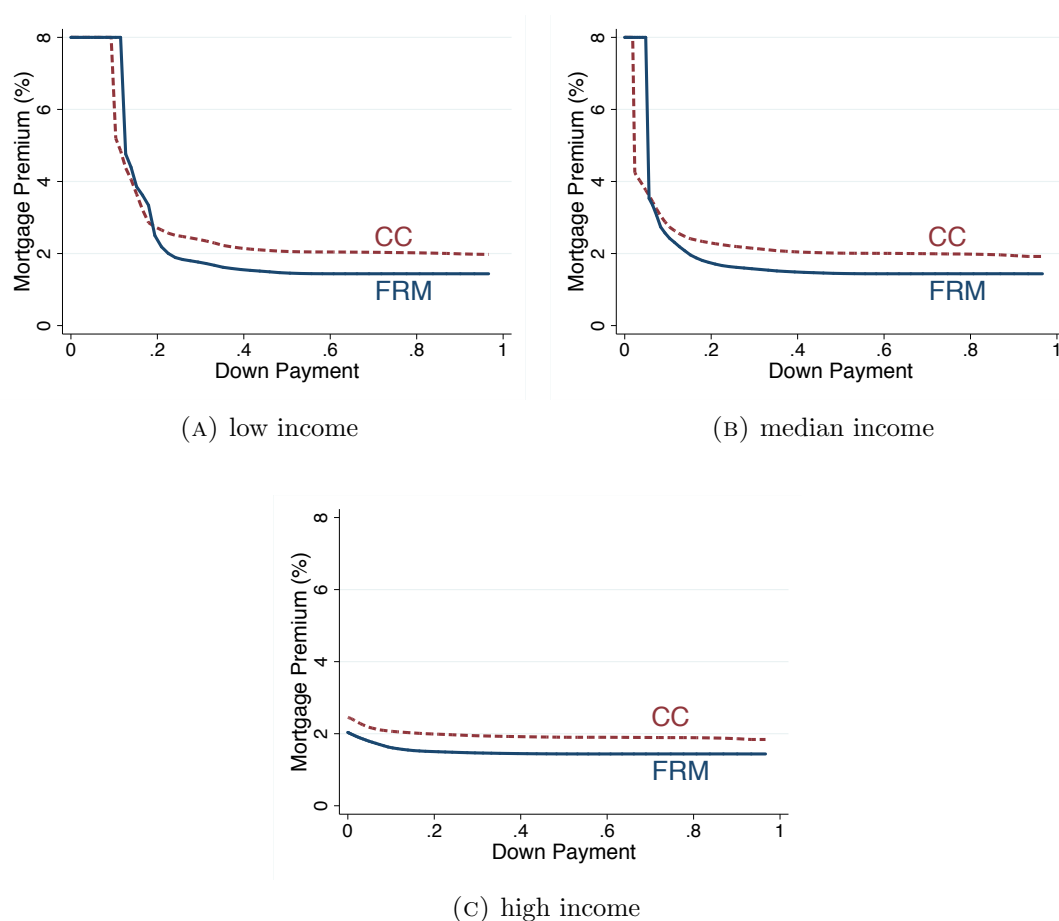 Mortgage Premium (%)
8
6
4
2
0
CC
FRM
0 .2 .4 .6 .8 1
Down Payment
(A) low income
Mortgage Premium (%)
8
6
4
2
0
CC
FRM
0 .2 .4 .6 .8 1
Down Payment
(B) median income
Mortgage Premium (%)
8
6
4
2
0
CC
FRM
0 .2 .4 .6 .8 1
Down Payment
(C) high income